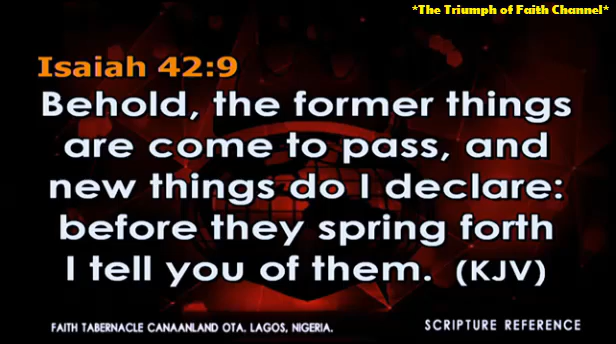 *The Triumph of Faith Channel*
Isaiah 42:9
Behold, the former things
are come to pass, and
new things do I declare:
before they spring forth
I tell you of them. (KJV)
FAITH TABERNACLE CANAANLAND OTA. LAGOS, NIGERIA.
SCRIPTURE REFERENCE